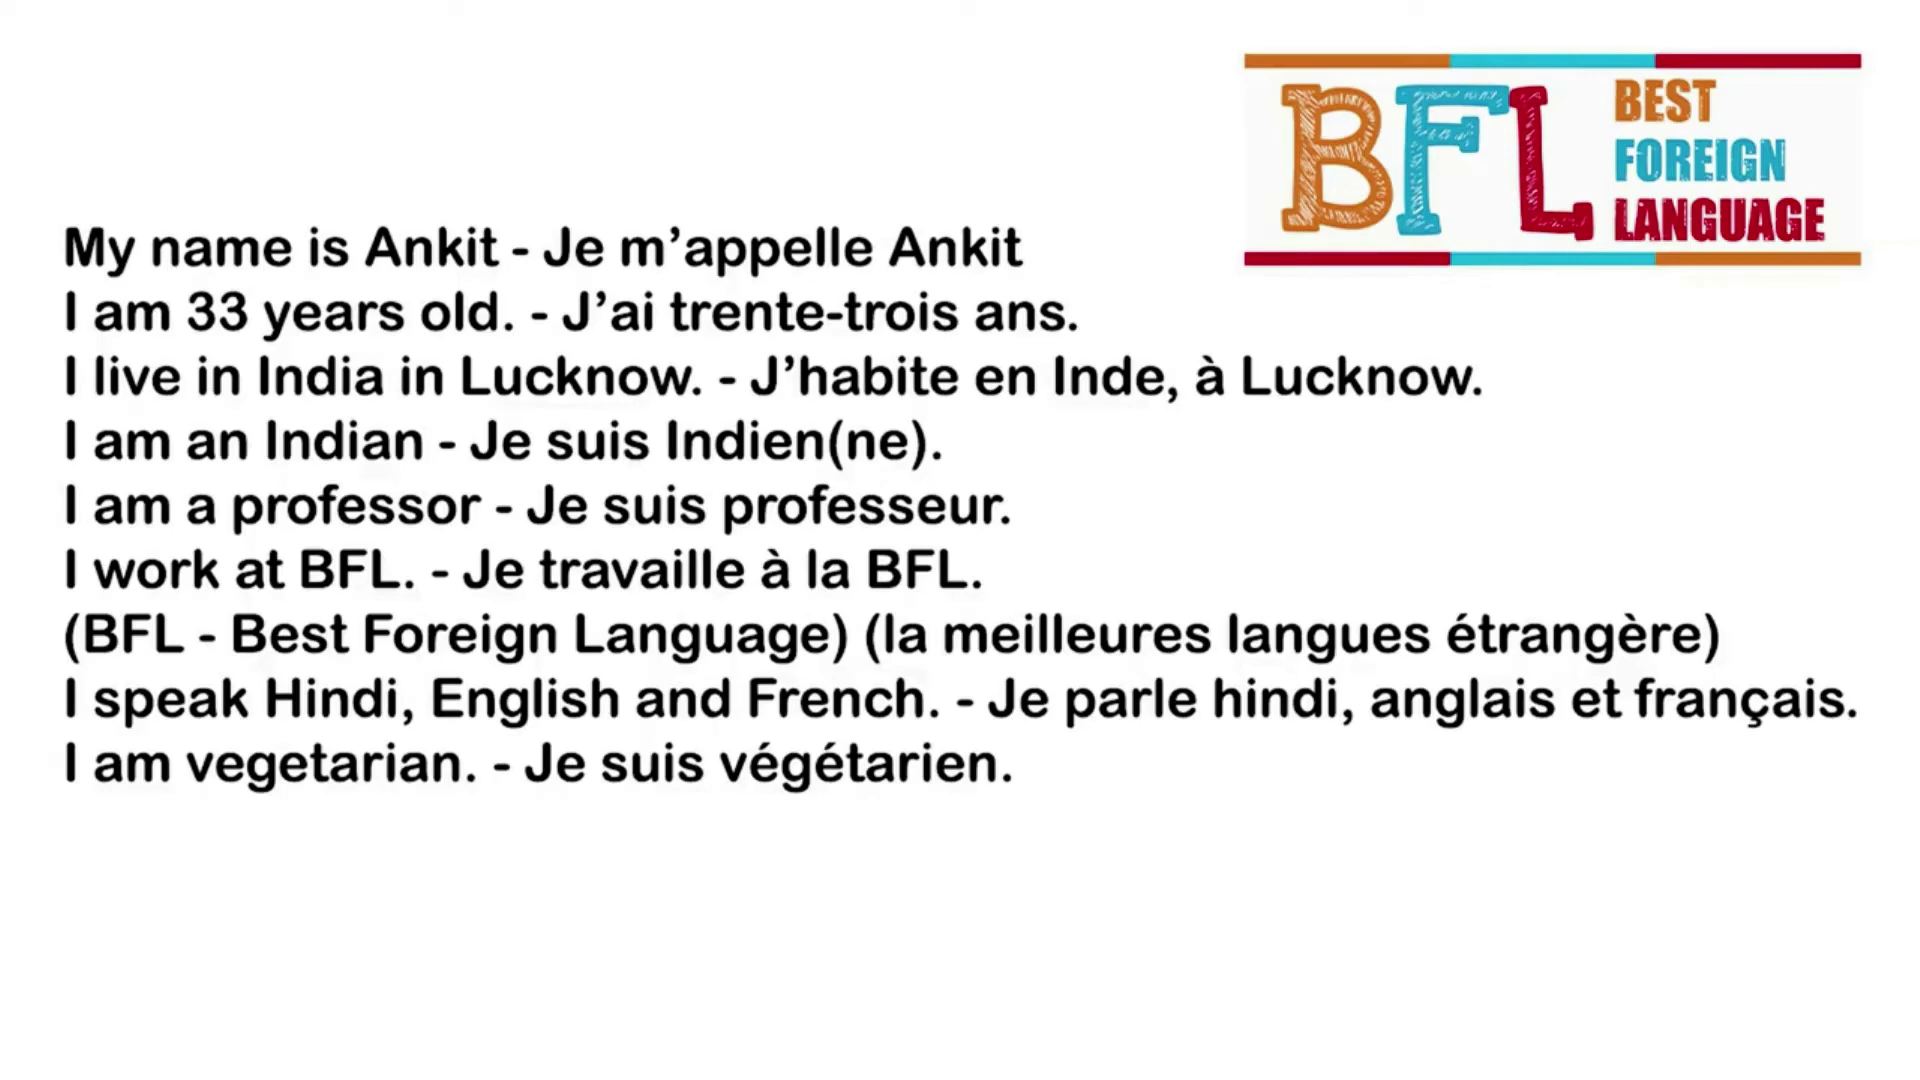 BFL
BEST
FOREIGN
LANGUAGE
My name is Ankit - Je m’appelle Ankit
I am 33 years old. - J’ai trente-trois ans.
I live in India in Lucknow. - J’habite en Inde, à Lucknow.
I am an Indian - Je suis Indien(ne).
I am a professor - Je suis professeur.
I work at BFL. - Je travaille à la BFL.
(BFL - Best Foreign Language) (la meilleures langues étrangère)
I speak Hindi, English and French. - Je parle hindi, anglais et français.
I am vegetarian. - Je suis végétarien.